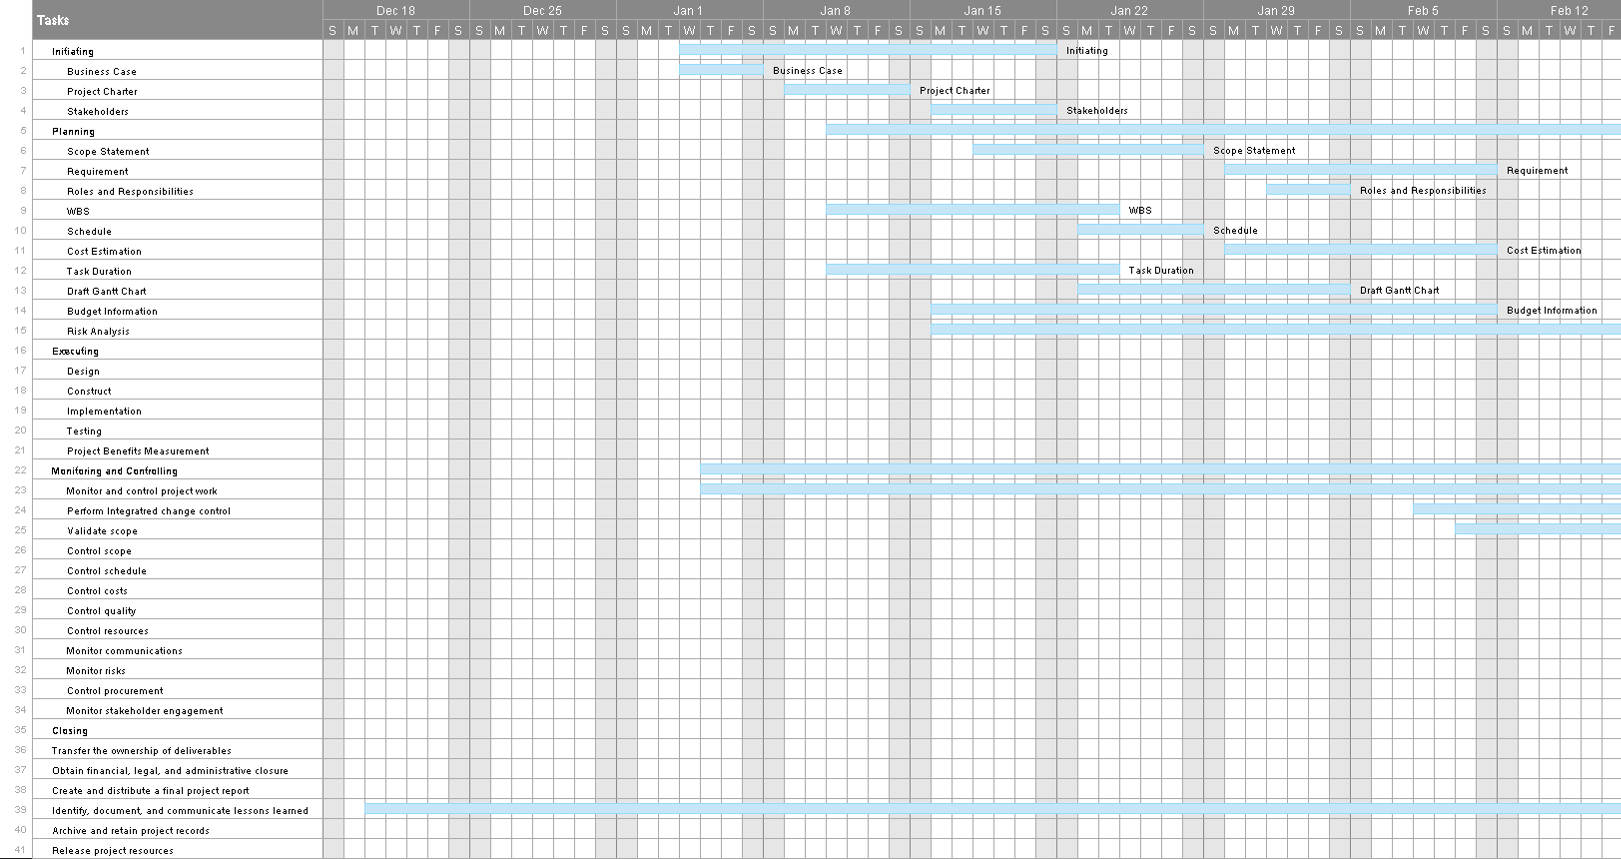 Tasks
Dec 18 Dec 25 Jan 1 Jan 8 Jan 15 Jan 22 Jan 29 Feb 5 Feb 12
S M T W T F S S M T W T F S S M T W T F S S M T W T F S S M T W T F S S M T W T F S S M T W T F S S M T W T F S S M T W T F
1 Initiating Initiating
2 Business Case Business Case
3 Project Charter Project Charter
4 Stakeholders Stakeholders
5 Planning
6 Scope Statement Scope Statement
7 Requirement Requirement
8 Roles and Responsibilities Roles and Responsibilities
9 WBS WBS
10 Schedule Schedule
11 Cost Estimation Cost Estimation
12 Task Duration Task Duration
13 Draft Gantt Chart Draft Gantt Chart
14 Budget Information Budget Information
15 Risk Analysis
16 Executing
17 Design
18 Construct
19 Implementation
20 Testing
21 Project Benefits Measurement
22 Monitoring and Controlling
23 Monitor and control project work
24 Perform Integratred change control
25 Validate scope
26 Control scope
27 Control schedule
28 Control costs
29 Control quality
30 Control resources
31 Monitor communications
32 Monitor risks
33 Control procurement
34 Monitor stakeholder engagement
35 Closing
36 Transfer the ownership of deliverables
37 Obtain financial, legal, and administrative closure
38 Create and distribute a final project report
39 Identify, document, and communicate lessons learned
40 Archive and retain project records
41 Release project resources